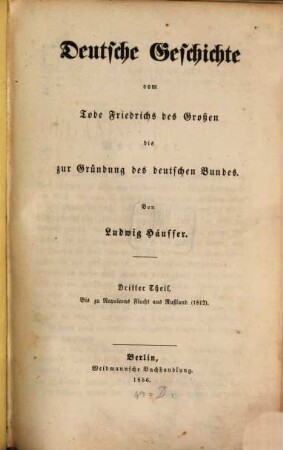 Deutsche Geschichte
vom
Tode Friedrichs des Großen
bis
zur Gründung des deutschen Bundes.
Von
Ludwig Häusser.
Dritter Theil.
Bis zu Napoleons Flucht aus Rußland (1812).
Berlin,
Weidmannsche Buchhandlung.
1856.